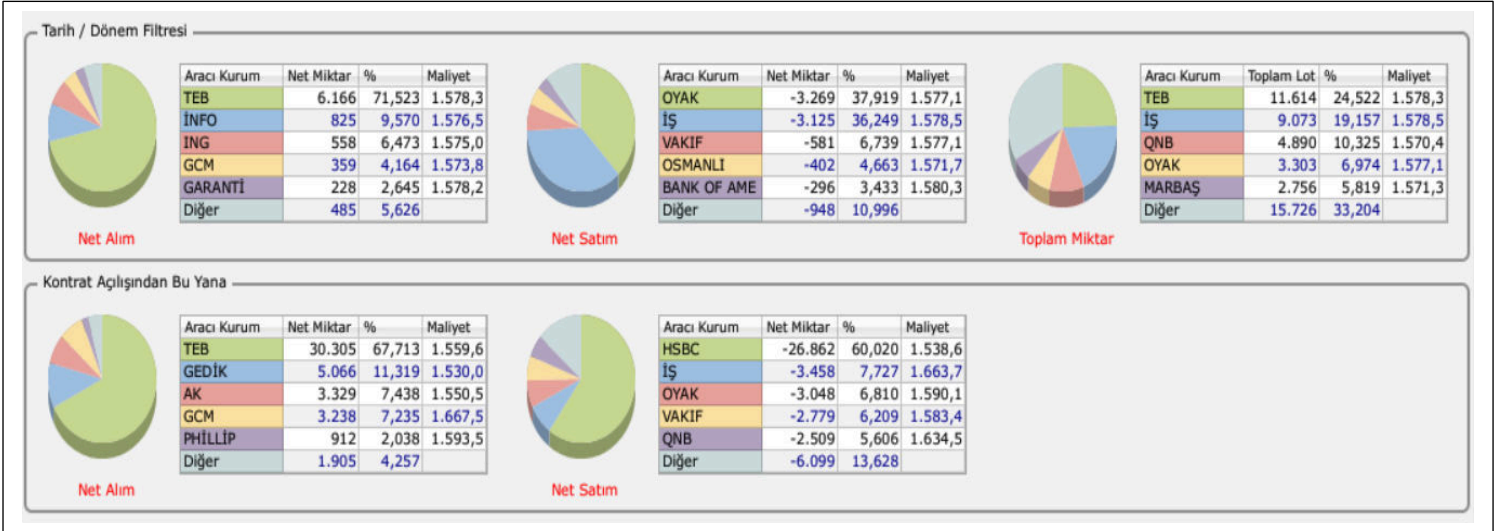 Tarih / Dönem Filtresi
Aracı Kurum Net Miktar % Maliyet
TEB 6.166 71,523 1.578,3
İNFO 825 9,570 1.576,5
ING 558 6,473 1.575,0
GCM 359 4,164 1.573,8
GARANTİ 228 2,645 1.578,2
Diğer 485 5,626
Net Alım
Aracı Kurum Net Miktar % Maliyet
OYAK -3.269 37,919 1.577,1
İŞ -3.125 36,249 1.578,5
VAKIF -581 6,739 1.577,1
OSMANLI -402 4,663 1.571,7
BANK OF AME -296 3,433 1.580,3
Diğer -948 10,996
Net Satım
Aracı Kurum Toplam Lot % Maliyet
TEB 11.614 24,522 1.578,3
İŞ 9.073 19,157 1.578,5
QNB 4.890 10,325 1.570,4
OYAK 3.303 6,974 1.577,1
MARBAŞ 2.756 5,819 1.571,3
Diğer 15.726 33,204
Toplam Miktar
Kontrat Açılışından Bu Yana
Aracı Kurum Net Miktar % Maliyet
TEB 30.305 67,713 1.559,6
GEDİK 5.066 11,319 1.530,0
AK 3.329 7,438 1.550,5
GCM 3.238 7,235 1.667,5
PHİLLİP 912 2,038 1.593,5
Diğer 1.905 4,257
Net Alım
Aracı Kurum Net Miktar % Maliyet
HSBC -26.862 60,020 1.538,6
İŞ -3.458 7,727 1.663,7
OYAK -3.048 6,810 1.590,1
VAKIF -2.779 6,209 1.583,4
QNB -2.509 5,606 1.634,5
Diğer -6.099 13,628
Net Satım